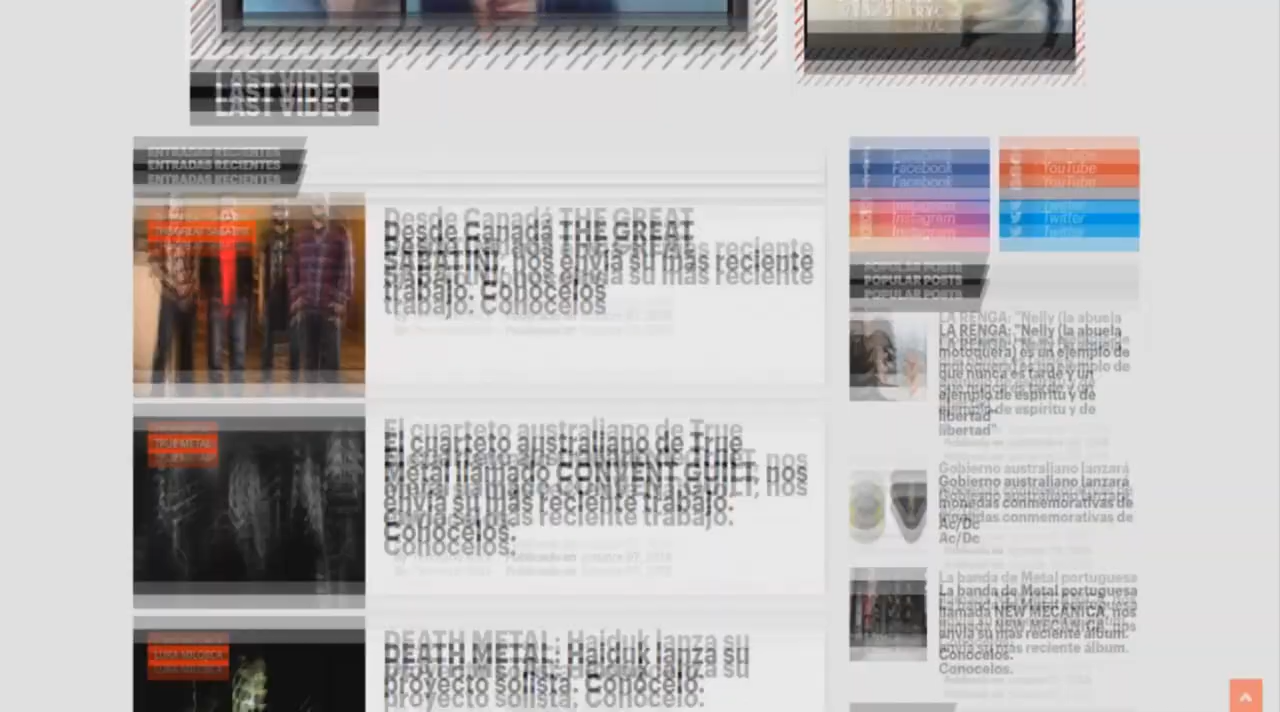 LAST VIDEO
ENTRADAS RECIENTES
Desde Canadá THE GREAT
SABATINI, nos envía su más reciente
trabajo. Conocelos
TRUE METAL
El cuarteto australiano de True
Metal llamado CONVENT GUILT, nos
envía su más reciente trabajo.
Conocelos.
DEATH METAL: Haiduk lanza su
proyecto solista. Conocelo.
Facebook
YouTube
Instagram
Twitter
POPULAR POSTS
LA RENGA: "Nelly (la abuela
motoquera) es un ejemplo de
que nunca es tarde y un
ejemplo de espíritu y de
libertad"
Gobierno australiano lanzará
monedas conmemorativas de
Ac/Dc
La banda de Metal portuguesa
llamada NEW MECANICA, nos
envía su más reciente álbum.
Conocelos.